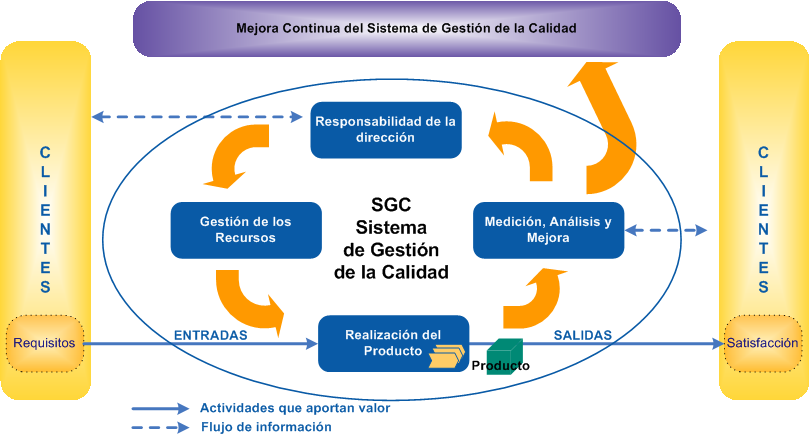 Mejora Continua del Sistema de Gestión de la Calidad
CLIENTES
Responsabilidad de la
dirección
CLIENTES
SGC
Sistema
de Gestión
de la Calidad
Gestión de los
Recursos
Medición, Análisis y
Mejora
Requisitos
ENTRADAS
Realización del
Producto
Producto
SALIDAS
Satisfacción
Actividades que aportan valor
Flujo de información